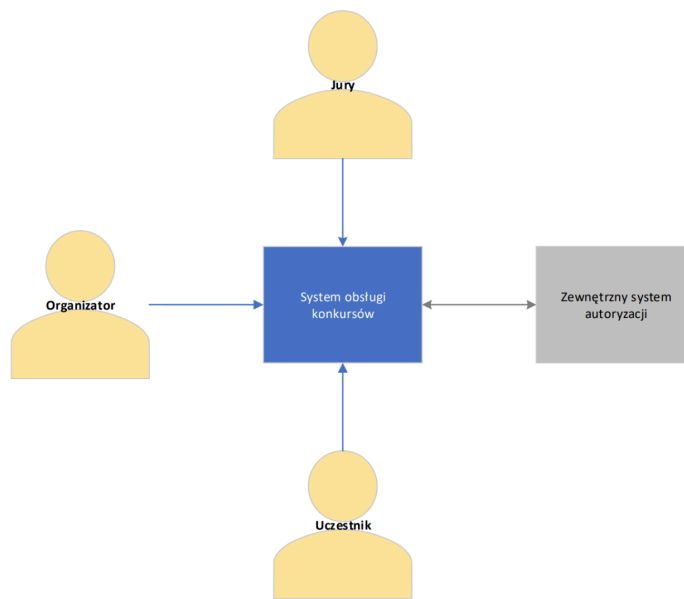 Jury
Organizator
System obsługi
konkursów
Zewnętrzny system
autoryzacji
Uczestnik